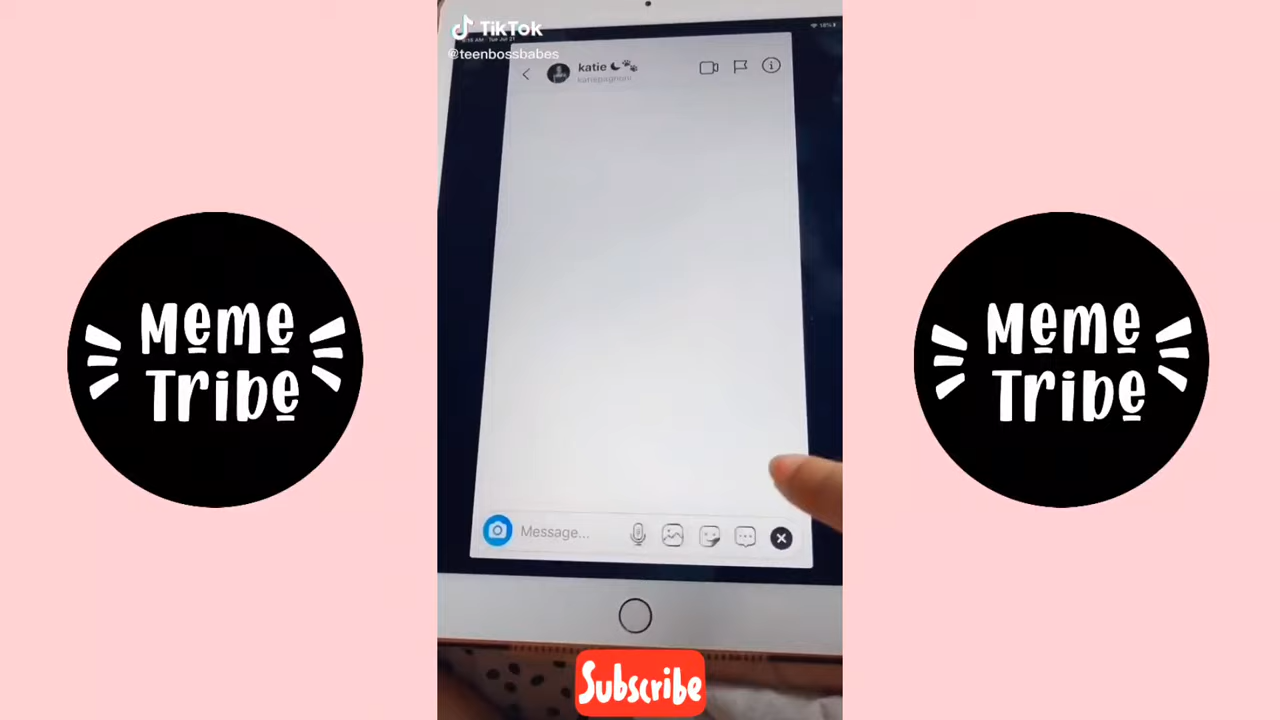 TikTok
@teenbossbabes
katie
Message...
Meme
Tribe
Meme
Tribe
Subscribe